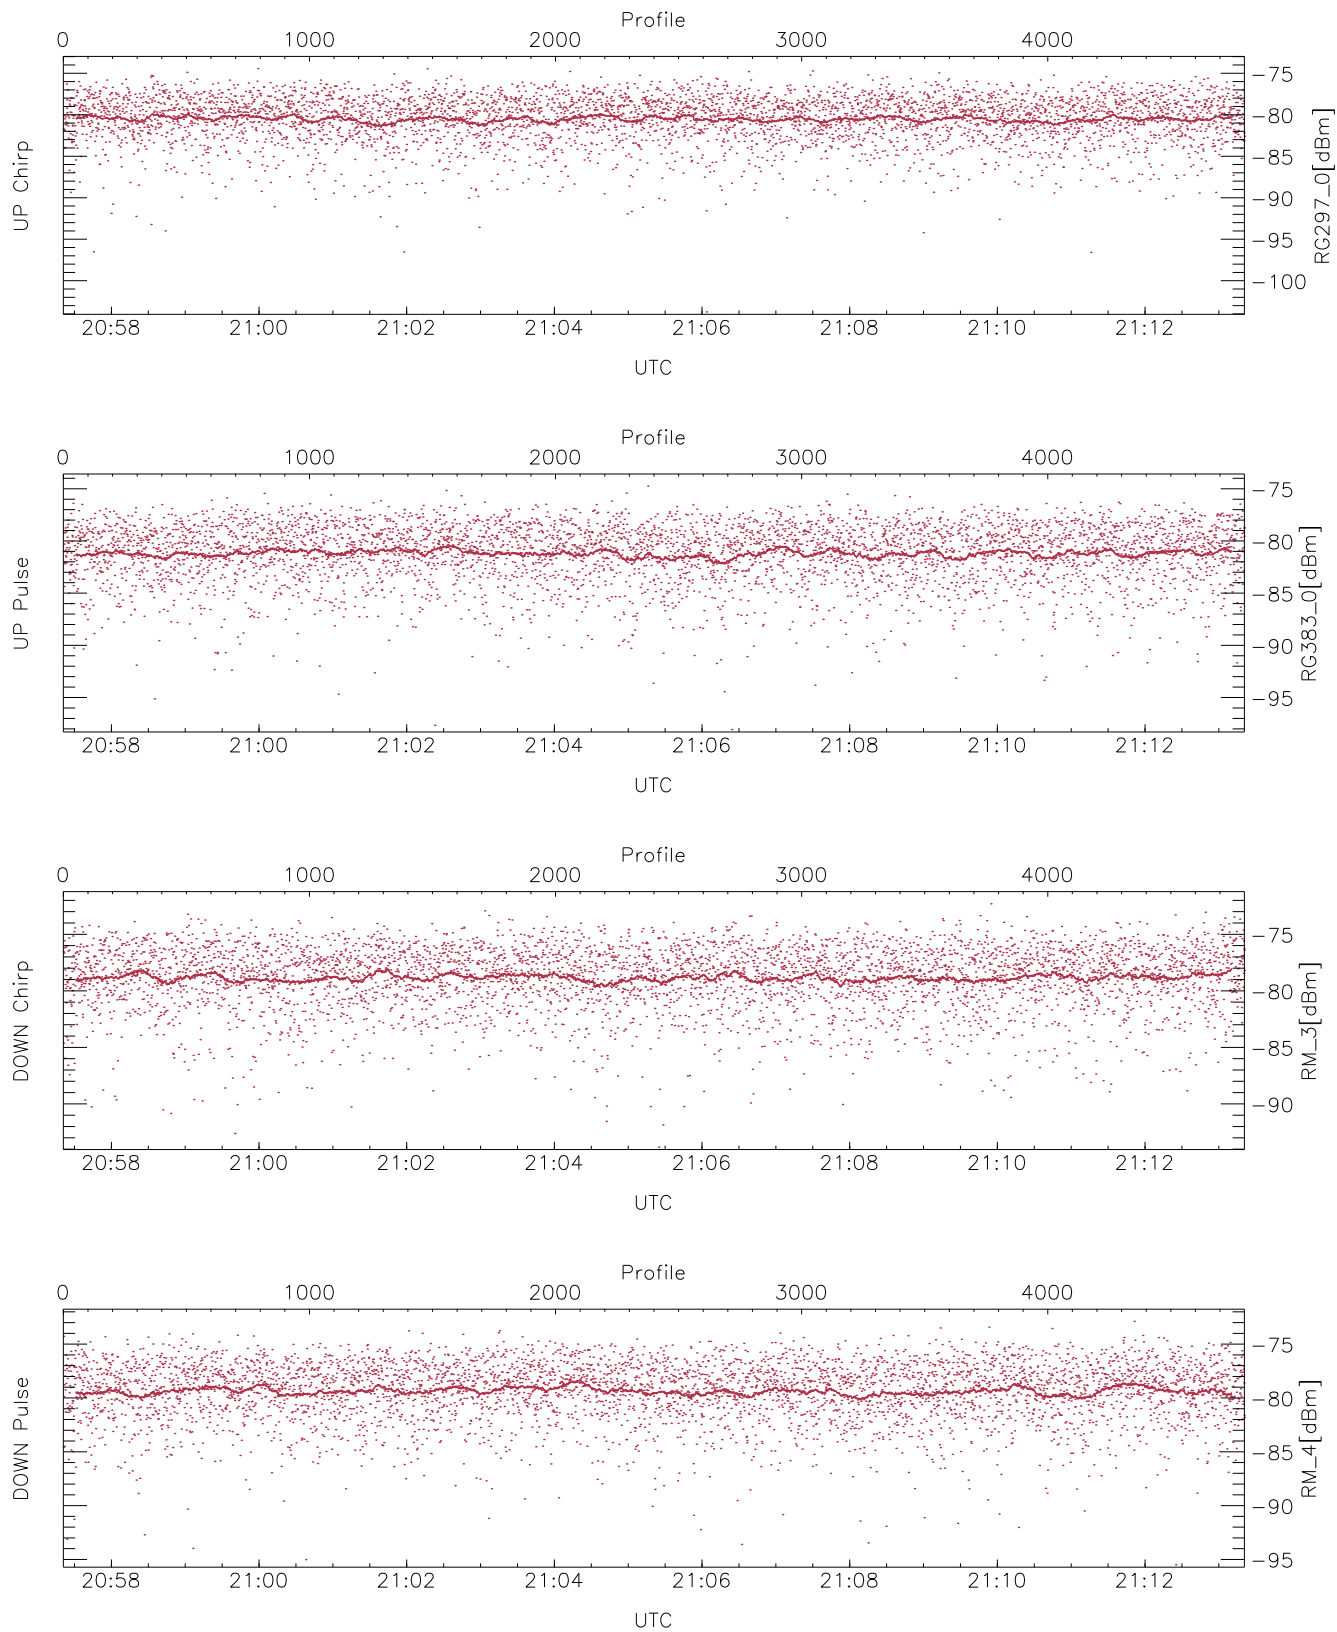 Profile
0 1000 2000 3000 4000
UP Chirp
−75
−80
−85
−90
−95
−100
RG297_0[dBm]
20:58 21:00 21:02 21:04 21:06 21:08 21:10 21:12
UTC
Profile
0 1000 2000 3000 4000
UP Pulse
−75
−80
−85
−90
−95
RG383_0[dBm]
20:58 21:00 21:02 21:04 21:06 21:08 21:10 21:12
UTC
Profile
0 1000 2000 3000 4000
DOWN Chirp
−75
−80
−85
−90
RM_3[dBm]
20:58 21:00 21:02 21:04 21:06 21:08 21:10 21:12
UTC
Profile
0 1000 2000 3000 4000
DOWN Pulse
−75
−80
−85
−90
−95
RM_4[dBm]
20:58 21:00 21:02 21:04 21:06 21:08 21:10 21:12
UTC